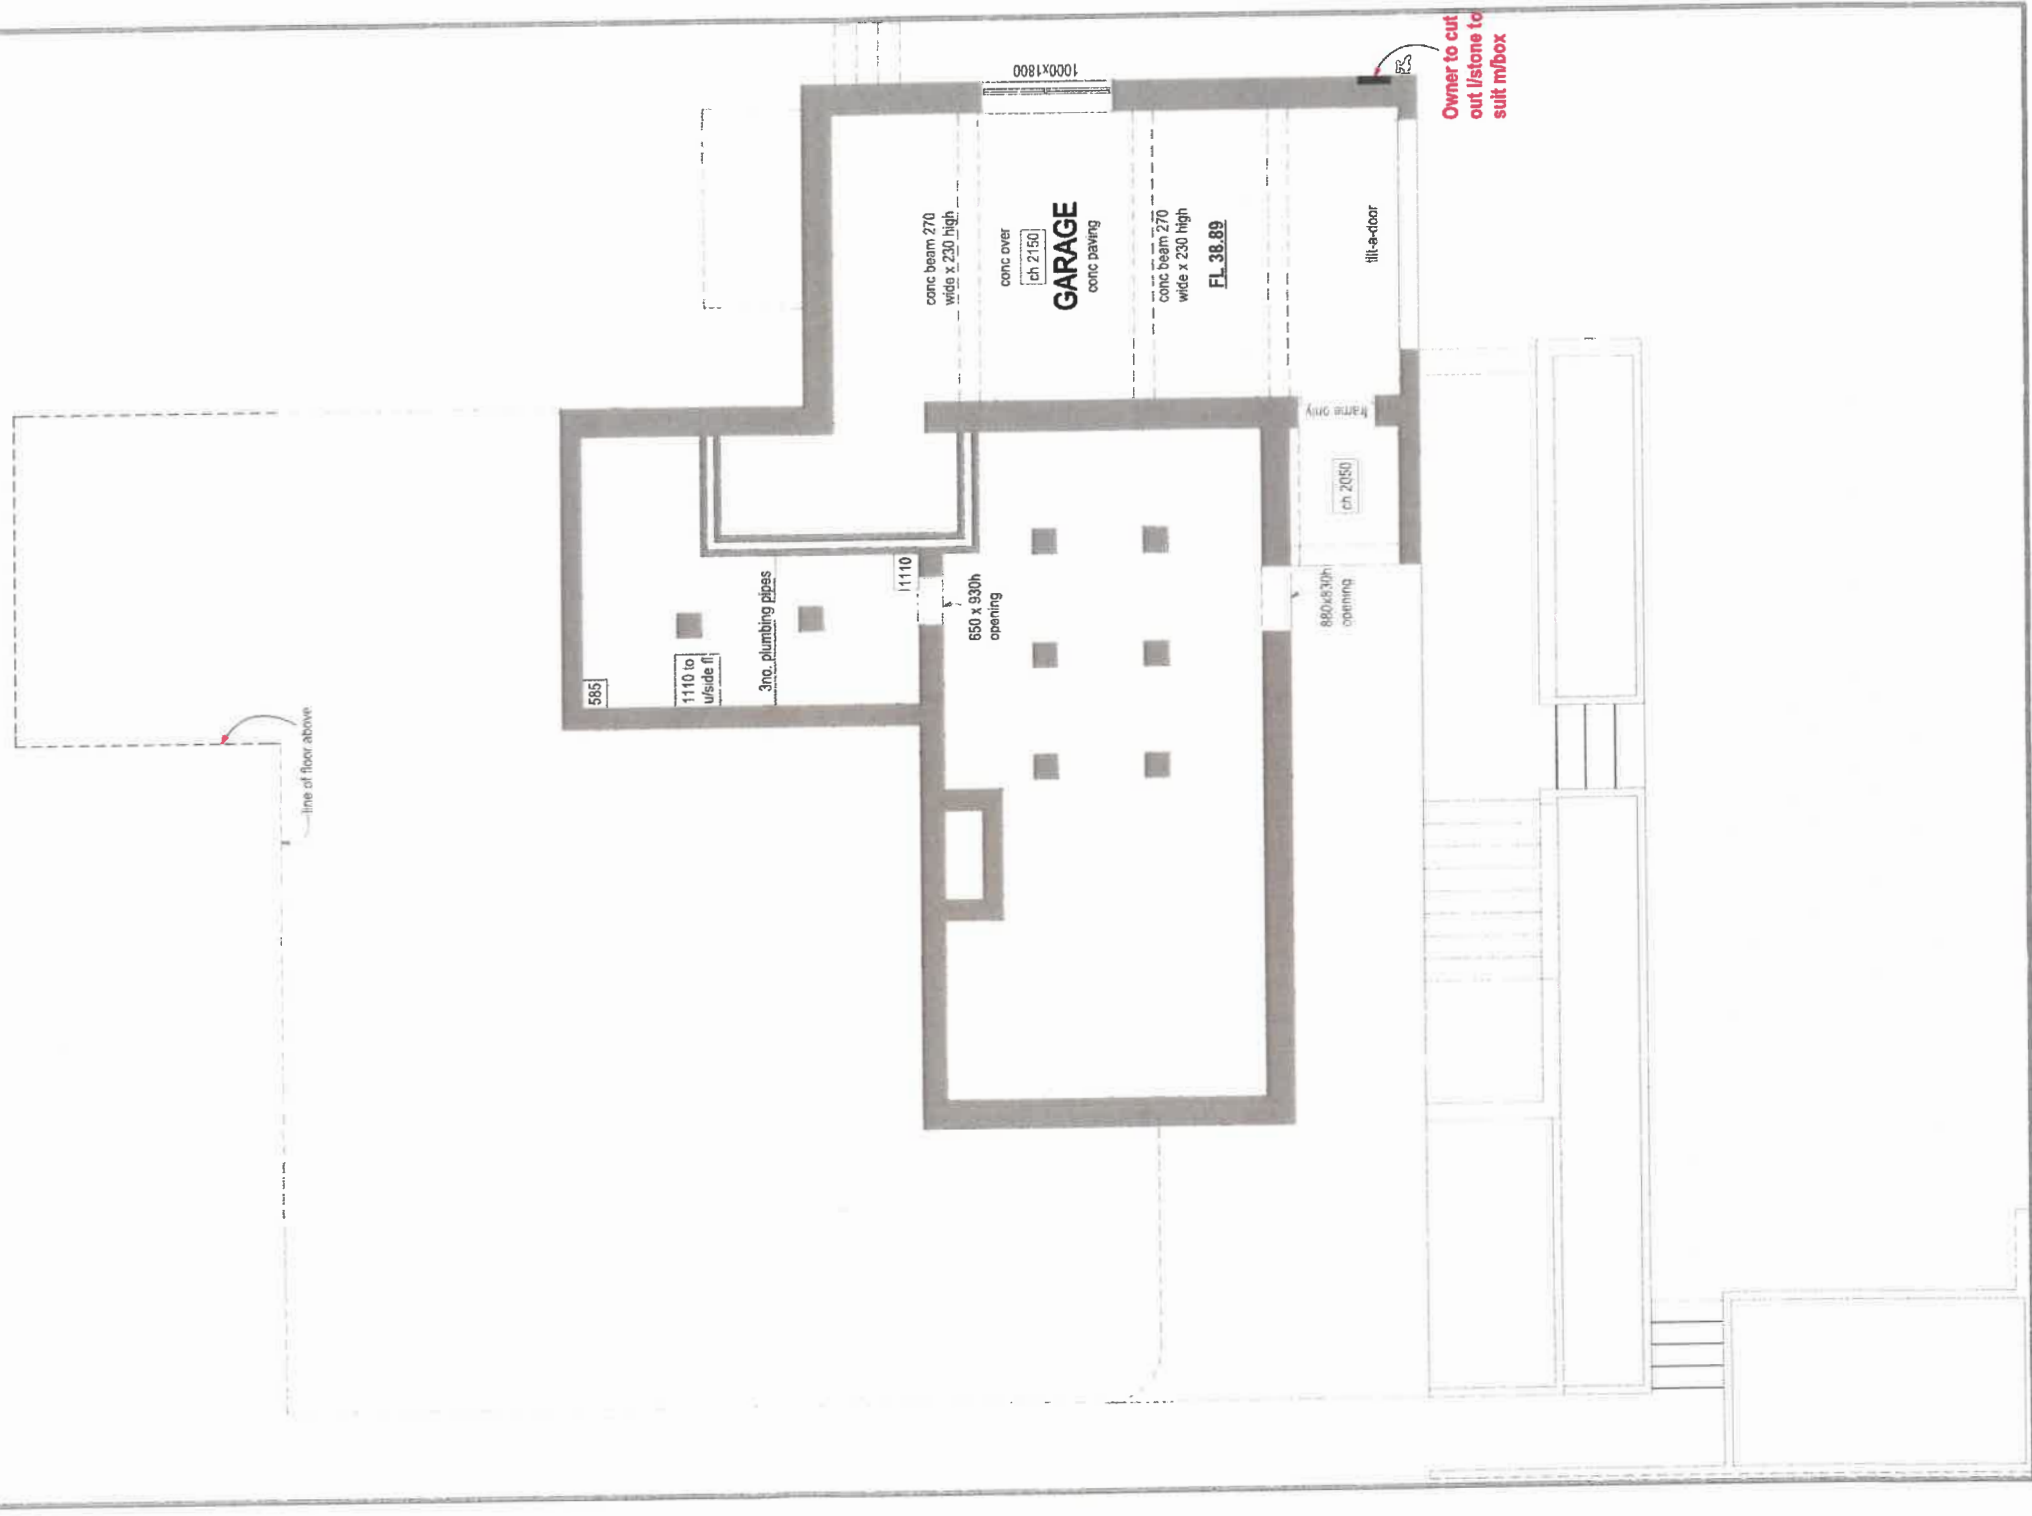 Owner to cut
out l/stone to
suit m/box
1000x1800
conc beam 270
wide x 230 high
conc over
ch 2150
GARAGE
conc paving
conc beam 270
wide x 230 high
FL 38.89
tilt-a-door
frame only
ch 2050
880x830h
opening
1110
650 x 930h
opening
3no. plumbing pipes
1110 to
u/side fl
585
line of floor above